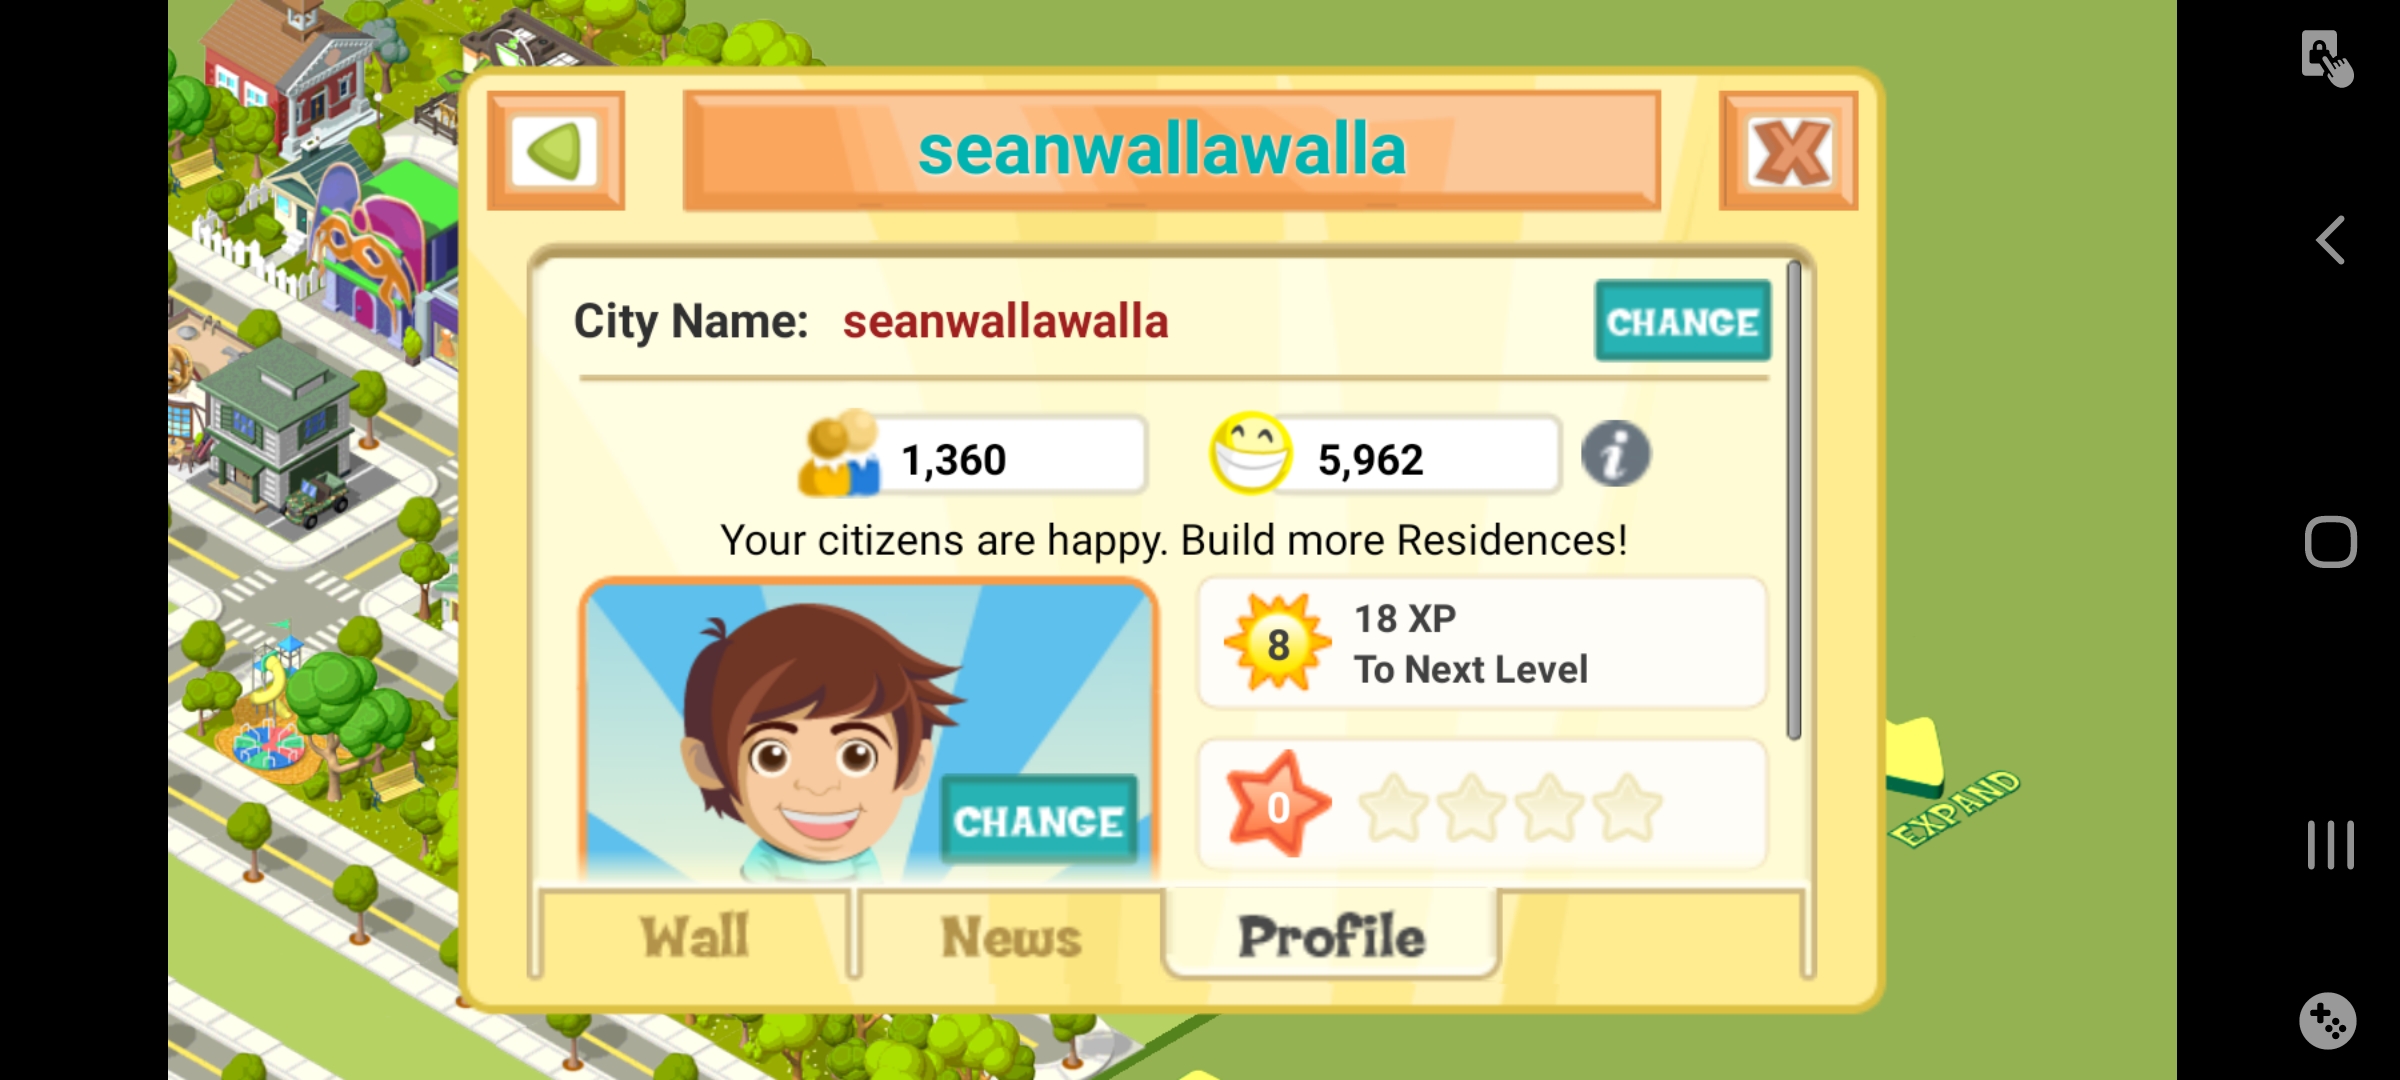 seanwallawalla
City Name: seanwallawalla
CHANGE
1,360
5,962
i
Your citizens are happy. Build more Residences!
8
18 XP
To Next Level
CHANGE
0
EXPAND
Wall
News
Profile